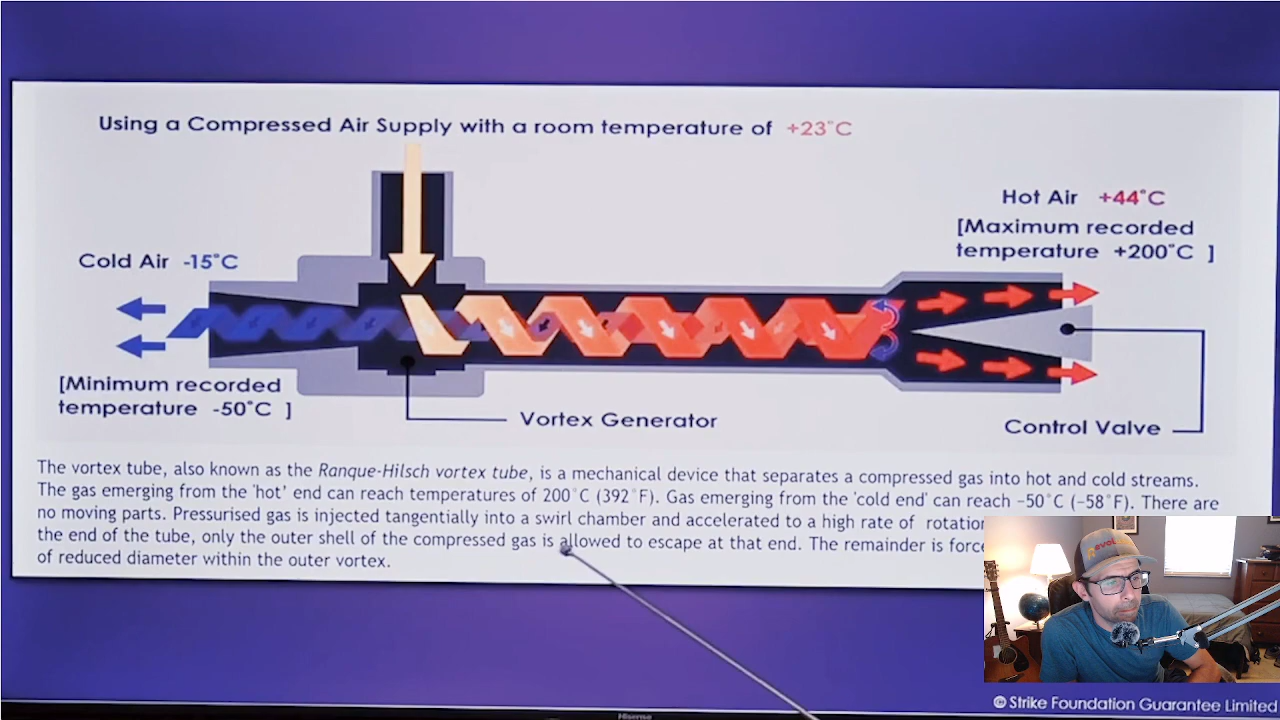 Using a Compressed Air Supply with a room temperature of +23°C
Hot Air +44°C
[Maximum recorded
temperature +200°C ]
Cold Air -15°C
[Minimum recorded
temperature -50°C ]
Vortex Generator
Control Valve
The vortex tube, also known as the Ranque-Hilsch vortex tube, is a mechanical device that separates a compressed gas into hot and cold streams.
The gas emerging from the 'hot' end can reach temperatures of 200°C (392°F). Gas emerging from the 'cold end' can reach -50°C (-58°F). There are
no moving parts. Pressurised gas is injected tangentially into a swirl chamber and accelerated to a high rate of rotation
the end of the tube, only the outer shell of the compressed gas is allowed to escape at that end. The remainder is
of reduced diameter within the outer vortex.
© Strike Foundation Guarantee Limited
Hisense